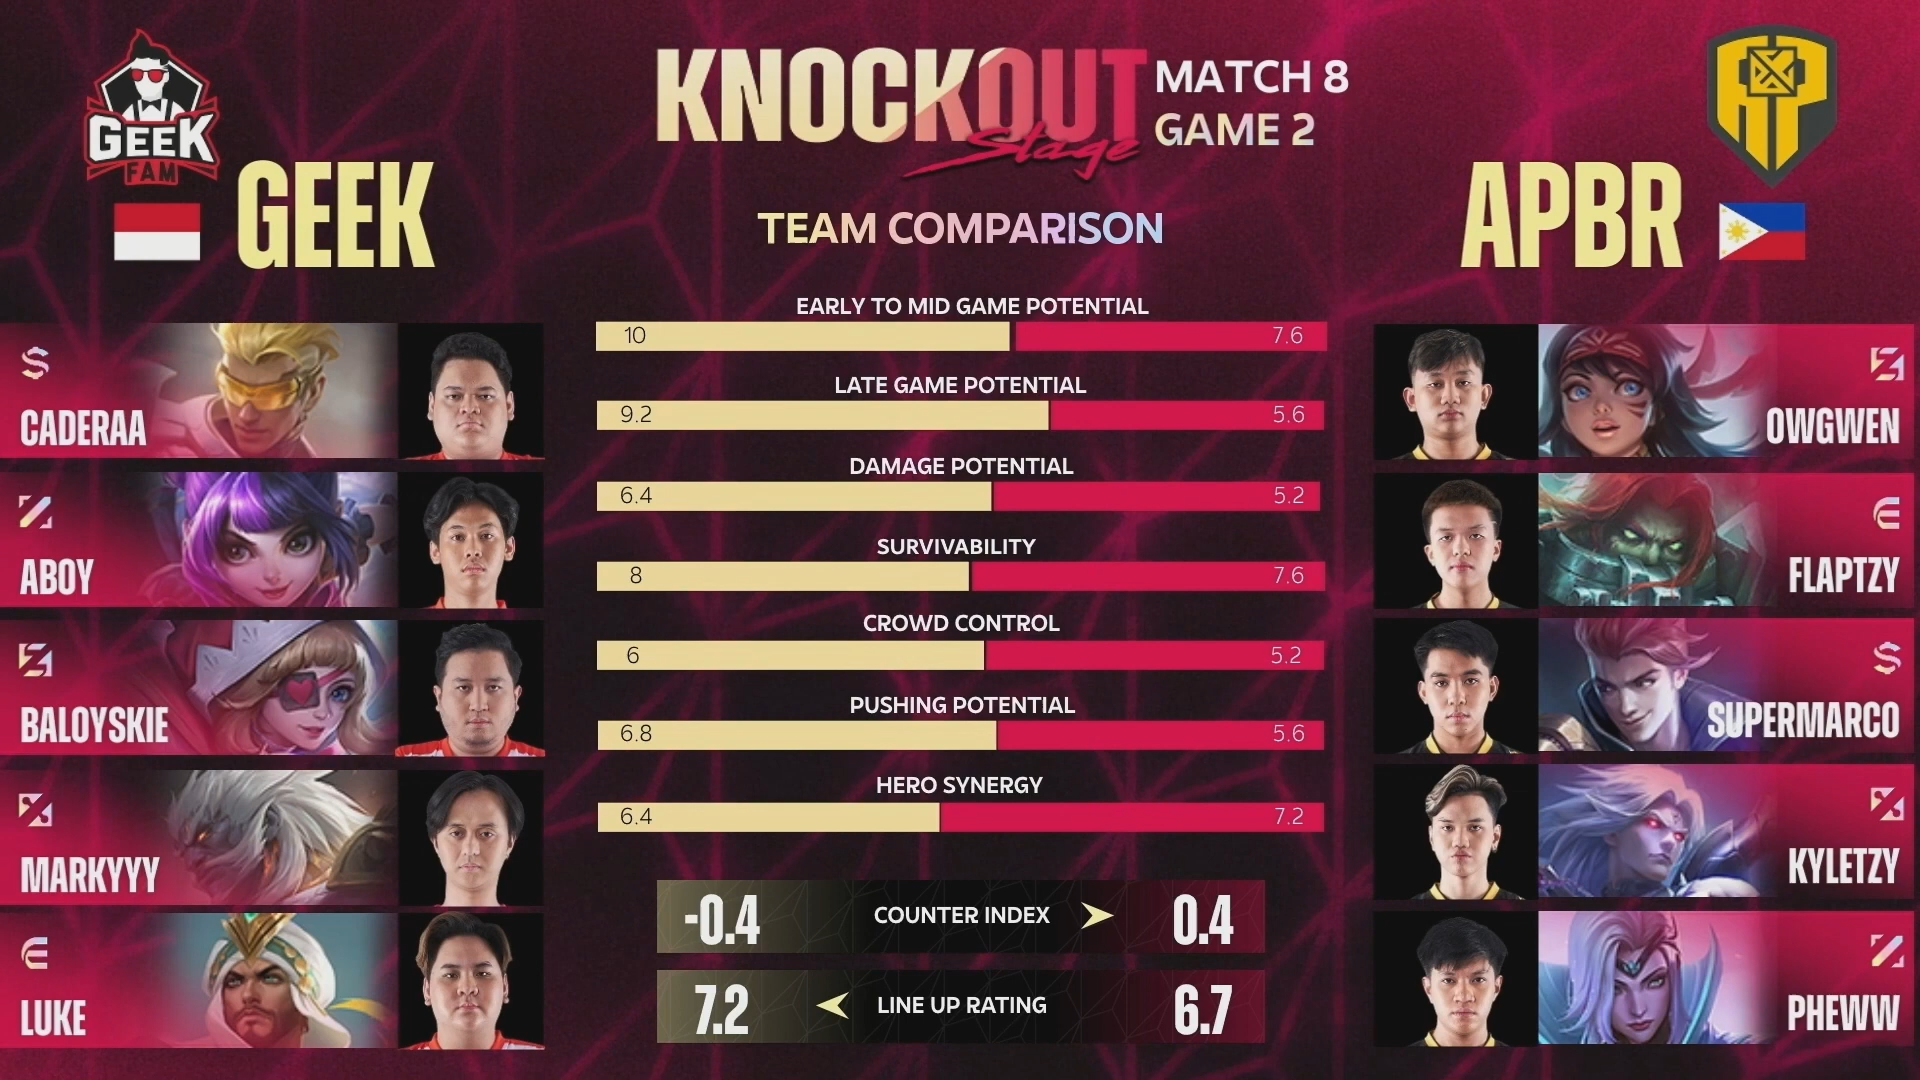 GEEK
FAM
GEEK
KNOCKOUT
Stage
MATCH 8
GAME 2
APBR
AP
TEAM COMPARISON
EARLY TO MID GAME POTENTIAL
10 7.6
LATE GAME POTENTIAL
9.2 5.6
DAMAGE POTENTIAL
6.4 5.2
SURVIVABILITY
8 7.6
CROWD CONTROL
6 5.2
PUSHING POTENTIAL
6.8 5.6
HERO SYNERGY
6.4 7.2
-0.4 COUNTER INDEX 0.4
7.2 LINE UP RATING 6.7
CADERAA
ABOY
BALOYSKIE
MARKYYY
LUKE
OWGWEN
FLAPTZY
SUPERMARCO
KYLETZY
PHEWW